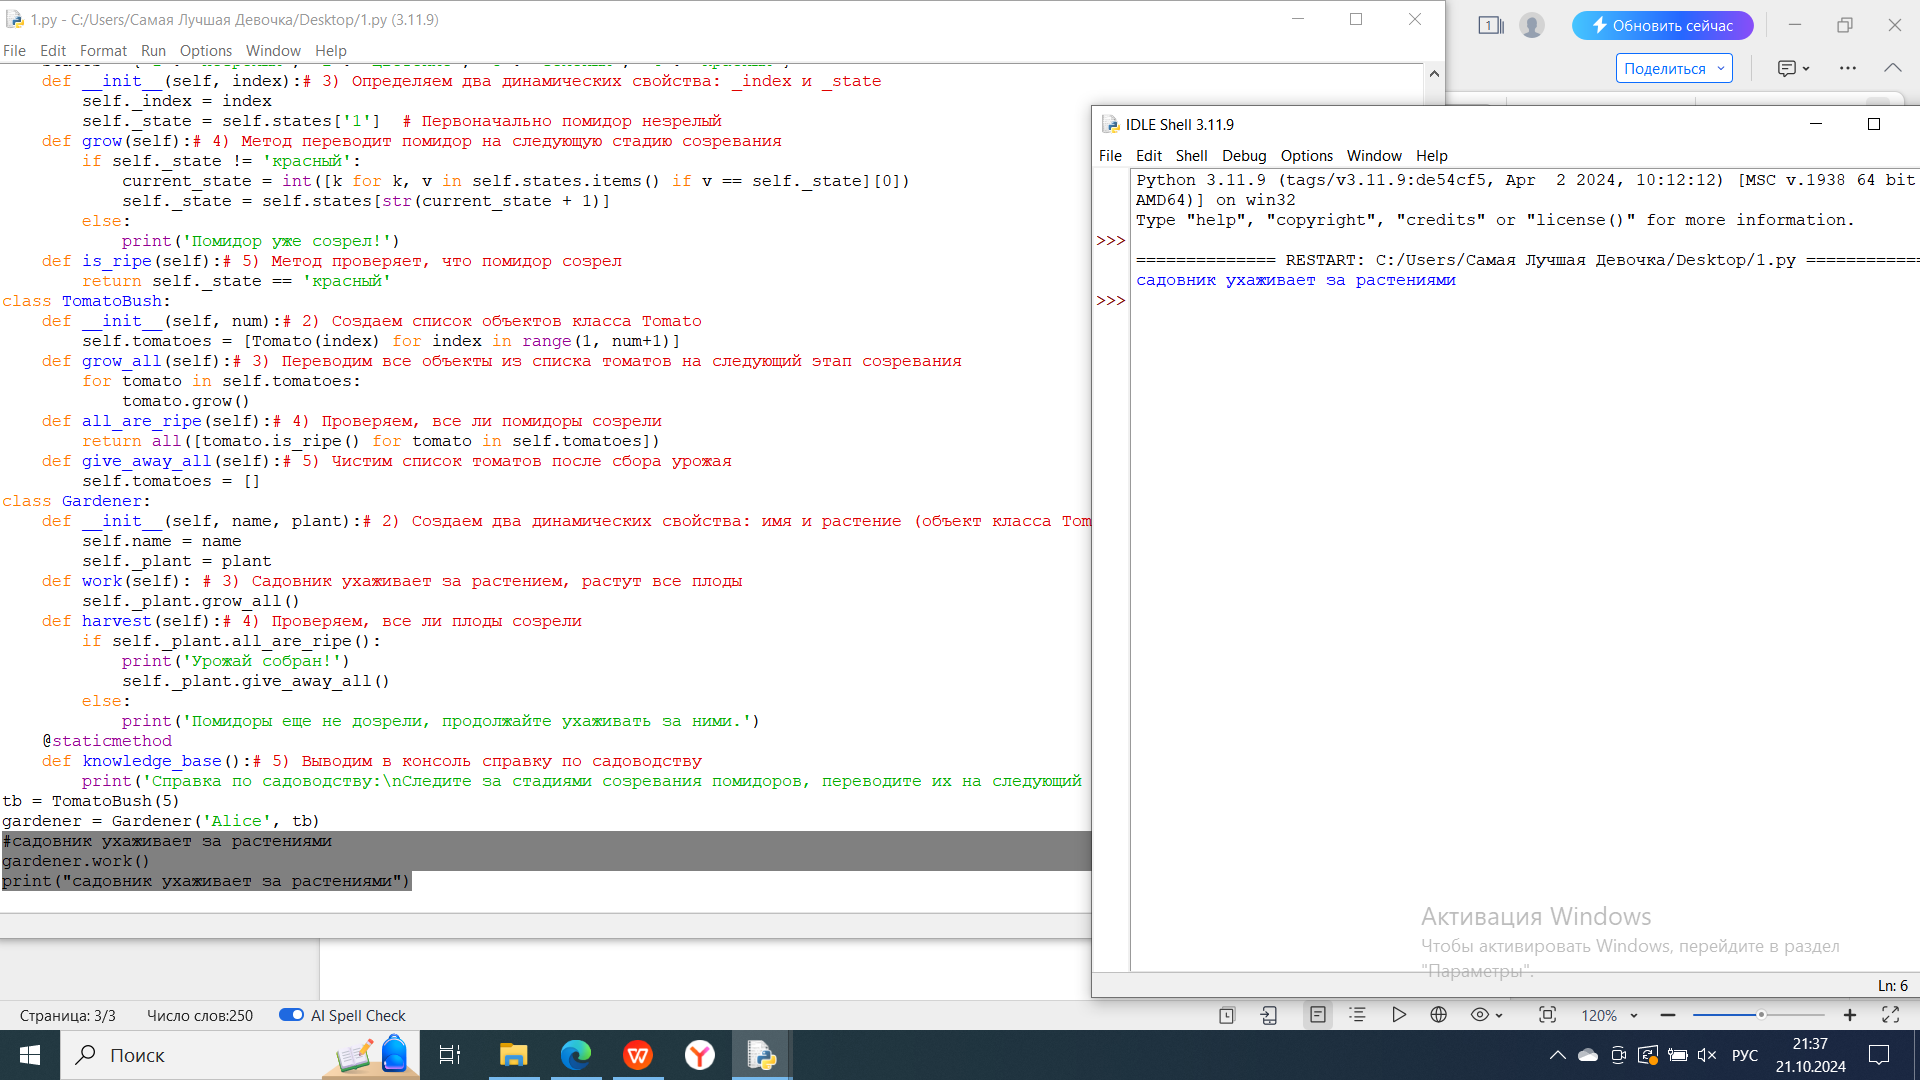 1.py - C:/Users/Самая Лучшая Девочка/Desktop/1.py (3.11.9)
File Edit Format Run Options Window Help
def __init__(self, index):# 3) Определяем два динамических свойства: _index и _state
self._index = index
self._state = self.states['1']  # Первоначально помидор незрелый
def grow(self):# 4) Метод переводит помидор на следующую стадию созревания
if self._state != 'красный':
current_state = int([k for k, v in self.states.items() if v == self._state][0])
self._state = self.states[str(current_state + 1)]
else:
print('Помидор уже созрел!')
def is_ripe(self):# 5) Метод проверяет, что помидор созрел
return self._state == 'красный'
class TomatoBush:
def __init__(self, num):# 2) Создаем список объектов класса Tomato
self.tomatoes = [Tomato(index) for index in range(1, num+1)]
def grow_all(self):# 3) Переводим все объекты из списка томатов на следующий этап созревания
for tomato in self.tomatoes:
tomato.grow()
def all_are_ripe(self):# 4) Проверяем, все ли помидоры созрели
return all([tomato.is_ripe() for tomato in self.tomatoes])
def give_away_all(self):# 5) Чистим список томатов после сбора урожая
self.tomatoes = []
class Gardener:
def __init__(self, name, plant):# 2) Создаем два динамических свойства: имя и растение (объект класса Tom
self.name = name
self._plant = plant
def work(self): # 3) Садовник ухаживает за растением, растут все плоды
self._plant.grow_all()
def harvest(self):# 4) Проверяем, все ли плоды созрели
if self._plant.all_are_ripe():
print('Урожай собран!')
self._plant.give_away_all()
else:
print('Помидоры еще не дозрели, продолжайте ухаживать за ними.')
@staticmethod
def knowledge_base():# 5) Выводим в консоль справку по садоводству
print('Справка по садоводству:\nСледите за стадиями созревания помидоров, переводите их на следующий
tb = TomatoBush(5)
gardener = Gardener('Alice', tb)
#садовник ухаживает за растениями
gardener.work()
print("садовник ухаживает за растениями")
1
Обновить сейчас
Поделиться
IDLE Shell 3.11.9
File Edit Shell Debug Options Window Help
Python 3.11.9 (tags/v3.11.9:de54cf5, Apr  2 2024, 10:12:12) [MSC v.1938 64 bit
AMD64)] on win32
Type "help", "copyright", "credits" or "license()" for more information.
>>>
============== RESTART: C:/Users/Самая Лучшая Девочка/Desktop/1.py ============
садовник ухаживает за растениями
>>>
Активация Windows
Чтобы активировать Windows, перейдите в раздел
"Параметры".
Ln: 6
Страница: 3/3 Число слов:250 AI Spell Check 120%
Поиск
РУС
21:37
21.10.2024